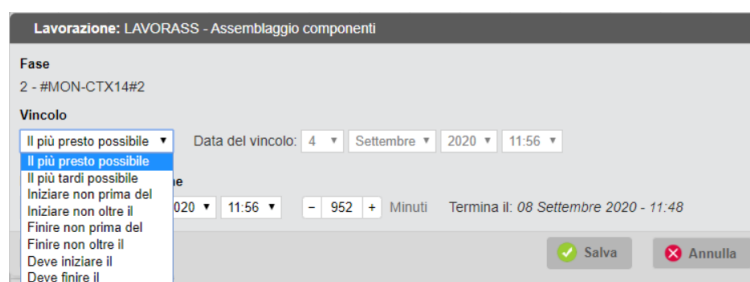 Lavorazione: LAVORASS - Assemblaggio componenti
Fase
2 - #MON-CTX14#2
Vincolo
Il più presto possibile Data del vincolo: 4 Settembre 2020 11:56
Il più presto possibile
Il più tardi possibile
Iniziare non prima del
Iniziare non oltre il
Finire non prima del
Finire non oltre il
Deve iniziare il
Deve finire il
11:56 - 952 + Minuti Termina il: 08 Settembre 2020 - 11:48
Salva Annulla